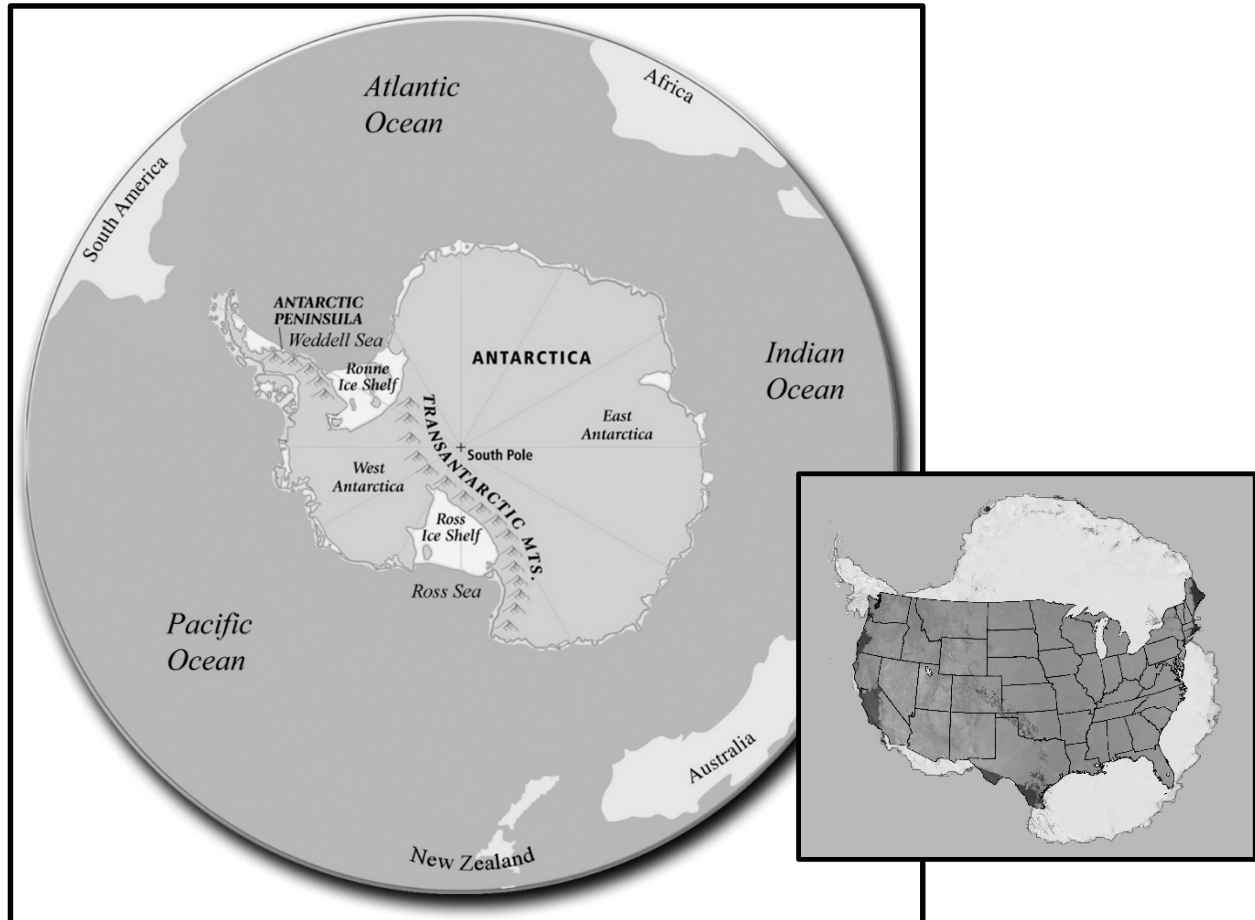 Atlantic
Ocean
Africa
South America
ANTARCTIC
PENINSULA
Weddell Sea
Ronne
Ice Shelf
ANTARCTICA
Indian
Ocean
East
Antarctica
TRANSANTARCTIC MTS.
South Pole
West
Antarctica
Ross
Ice Shelf
Ross Sea
Pacific
Ocean
Australia
New Zealand